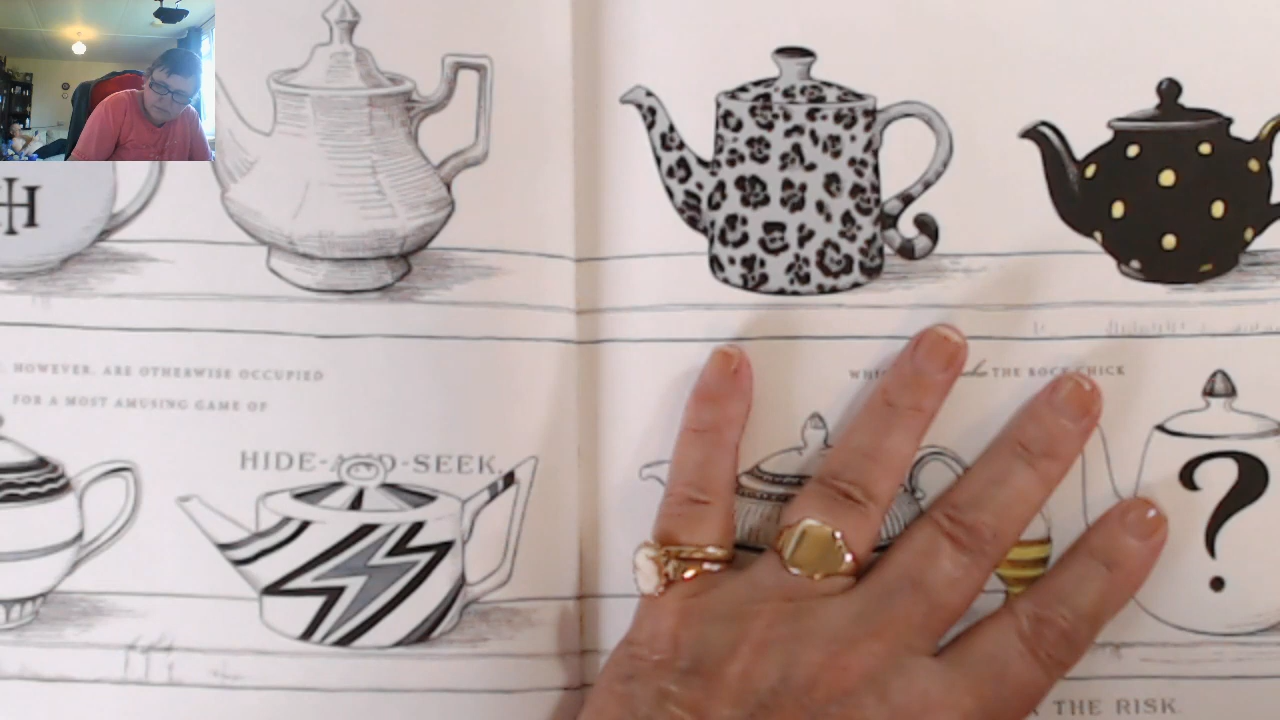 H
HOWEVER, ARE OTHERWISE OCCUPIED
FOR A MOST AMUSING GAME OF
HIDE-AND-SEEK.
THE ROCK CHICK
?
THE RISK.